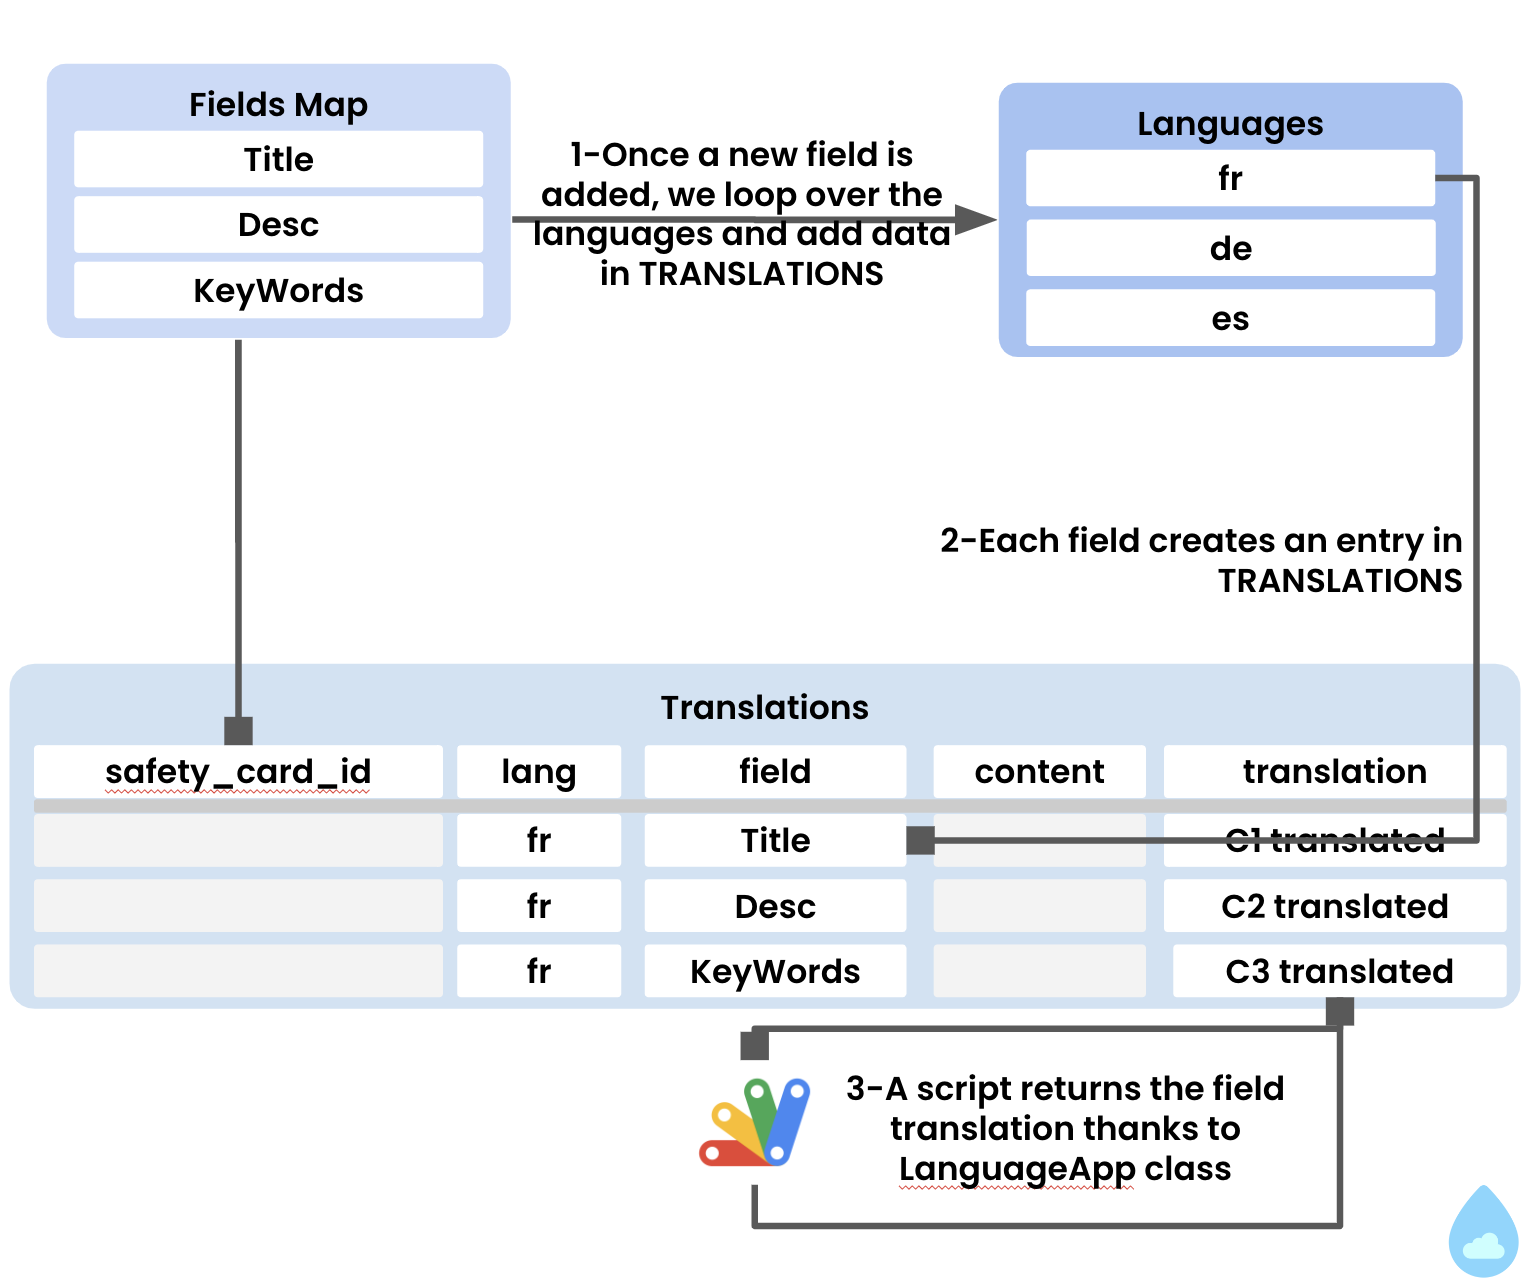 Fields Map
Title
Desc
KeyWords
1-Once a new field is
added, we loop over the
languages and add data
in TRANSLATIONS
Languages
fr
de
es
2-Each field creates an entry in
TRANSLATIONS
Translations
safety_card_id lang field content translation
fr Title C1 translated
fr Desc C2 translated
fr KeyWords C3 translated
3-A script returns the field
translation thanks to
LanguageApp class